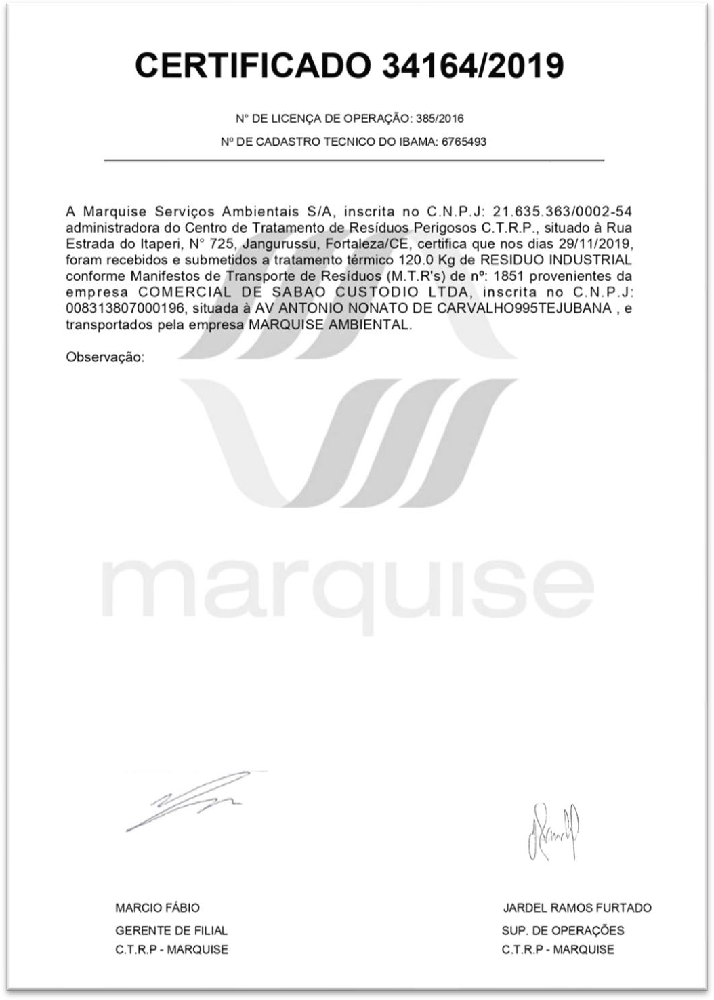 CERTIFICADO 34164/2019
N° DE LICENÇA DE OPERAÇÃO: 385/2016
Nº DE CADASTRO TECNICO DO IBAMA: 6765493
A Marquise Serviços Ambientais S/A, inscrita no C.N.P.J: 21.635.363/0002-54
administradora do Centro de Tratamento de Resíduos Perigosos C.T.R.P., situado à Rua
Estrada do Itaperi, N° 725, Jangurussu, Fortaleza/CE, certifica que nos dias 29/11/2019,
foram recebidos e submetidos a tratamento térmico 120.0 Kg de RESIDUO INDUSTRIAL
conforme Manifestos de Transporte de Resíduos (M.T.R's) de nº: 1851 provenientes da
empresa COMERCIAL DE SABAO CUSTODIO LTDA, inscrita no C.N.P.J:
008313807000196, situada à AV ANTONIO NONATO DE CARVALHO995TEJUBANA , e
transportados pela empresa MARQUISE AMBIENTAL.
Observação:
marquise
MARCIO FÁBIO
GERENTE DE FILIAL
C.T.R.P - MARQUISE
JARDEL RAMOS FURTADO
SUP. DE OPERAÇÕES
C.T.R.P - MARQUISE